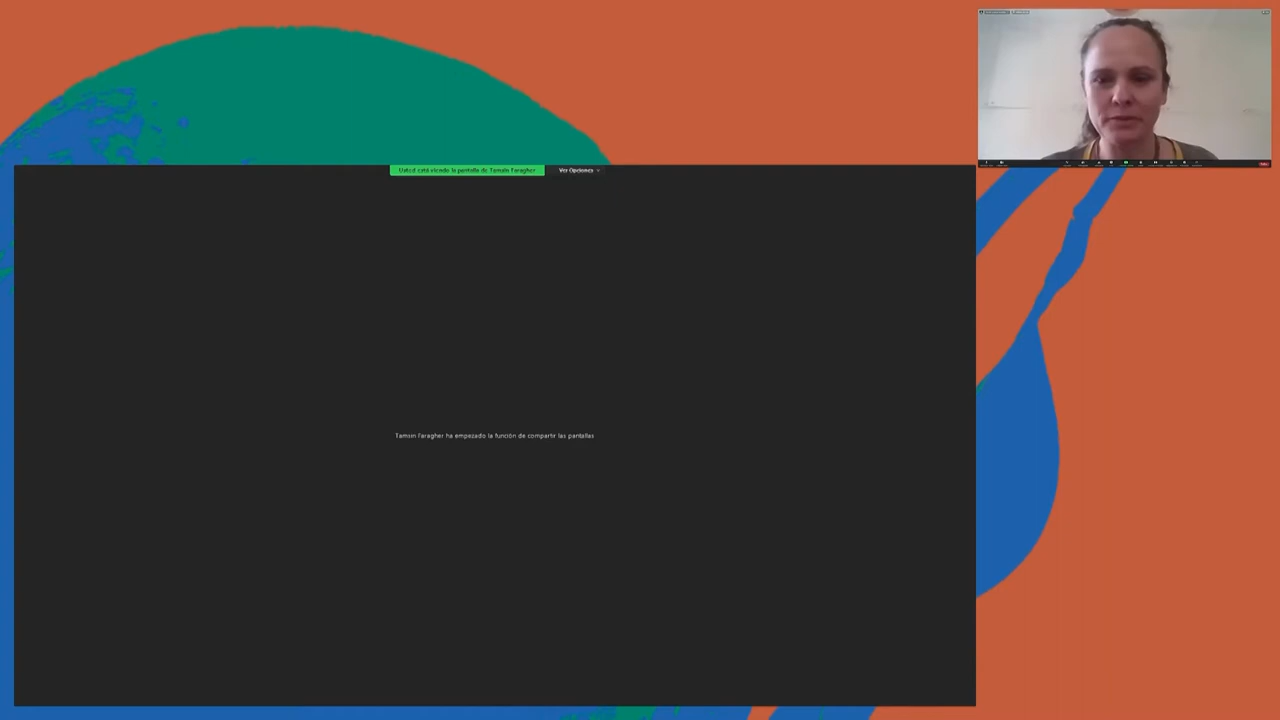 Usted está viendo la pantalla de Tamsin Faragher
Ver Opciones
Tamsin Faragher ha empezado la función de compartir las pantallas